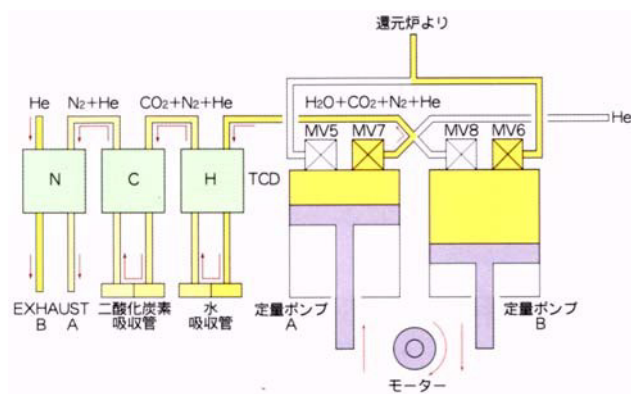 還元炉より
He
N₂+He
CO₂+N₂+He
H₂O+CO₂+N₂+He
He
MV5
MV7
MV8
MV6
N
C
H
TCD
EXHAUST
B
A
二酸化炭素
吸収管
水
吸収管
定量ポンプ
A
定量ポンプ
B
モーター